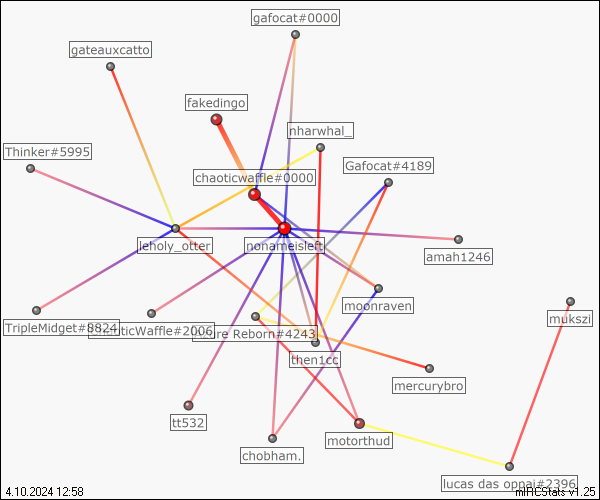 gafocat#0000
gateauxcatto
fakedingo
nharwhal_
Thinker#5995
Gafocat#4189
chaoticwaffle#0000
leholy_otter
nonameisleft
amah1246
moonraven
mukszi
TripleMidget#8824
ChaoticWaffle#2006
Reborn#4243
then1cc
mercurybro
tt532
motorthud
chobham.
lucas das oppai#2396
4.10.2024 12:58
mIRCStats v1.25